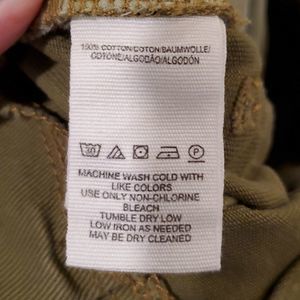 100% COTTON/COTON/BAUMWOLLE/
COTONE/ALGODÃO/ALGODÓN
30
P
MACHINE WASH COLD WITH
LIKE COLORS
USE ONLY NON-CHLORINE
BLEACH
TUMBLE DRY LOW
LOW IRON AS NEEDED
MAY BE DRY CLEANED